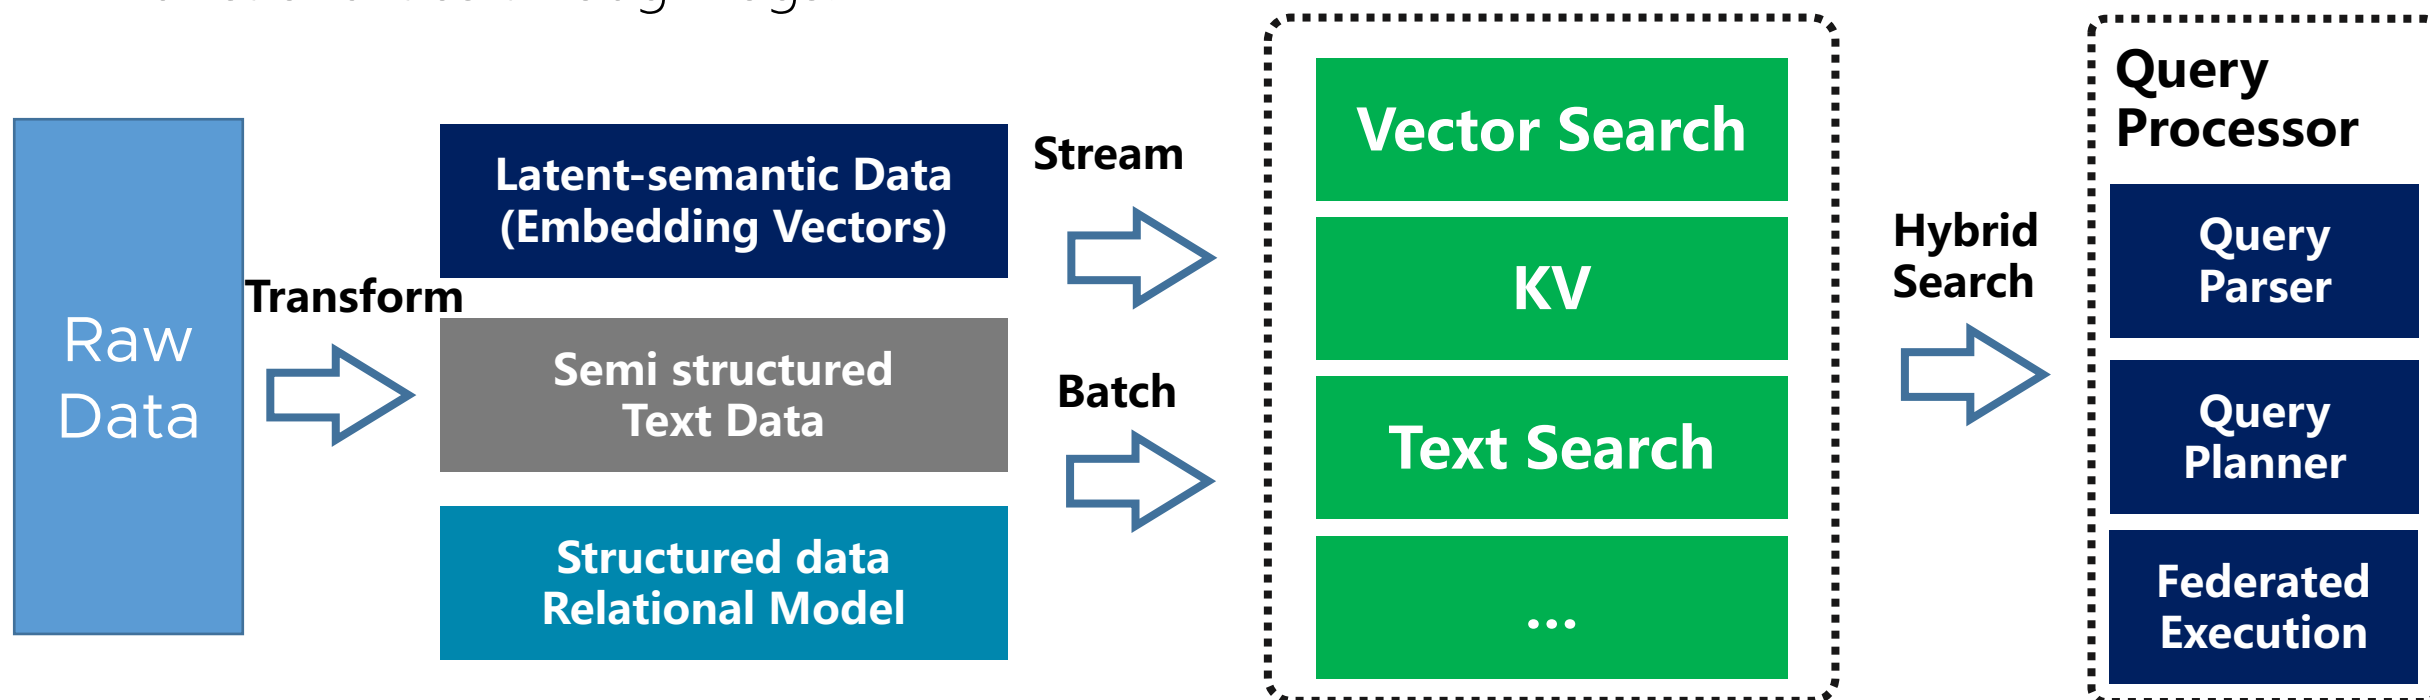 Raw
Data
Transform
Latent-semantic Data
(Embedding Vectors)
Semi structured
Text Data
Structured data
Relational Model
Stream
Batch
Vector Search
KV
Text Search
...
Hybrid
Search
Query
Processor
Query
Parser
Query
Planner
Federated
Execution